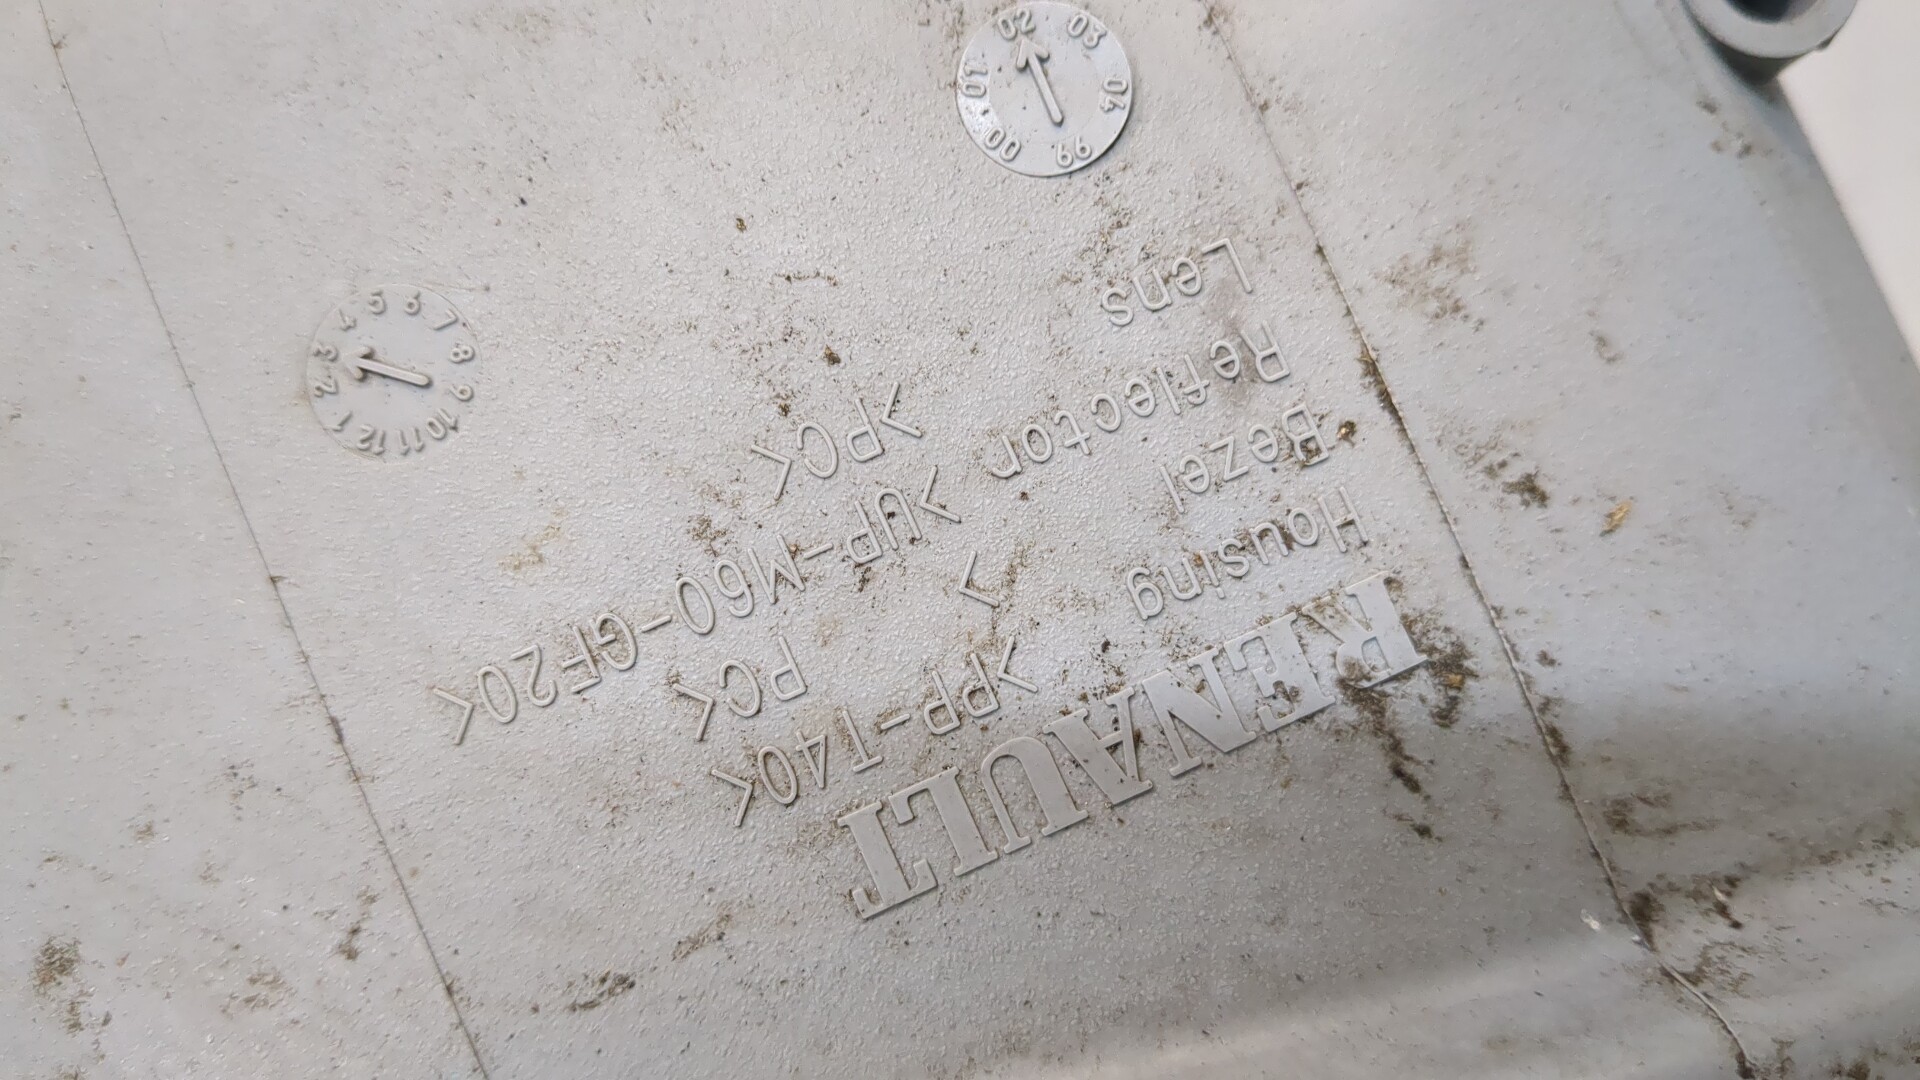 RENAULT
Housing >PP-T40<
Bezel > PC<
Reflector >UP-M60-GF20<
Lens >PC<
99 00 01 02 03 04
1 2 3 4 5 6 7 8 9 10 11 12